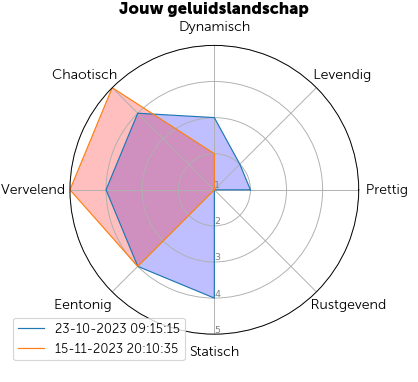 Jouw geluidslandschap
Dynamisch
Chaotisch
Levendig
Vervelend
1
Prettig
2
3
Eentonig
4
Rustgevend
23-10-2023 09:15:15
5
15-11-2023 20:10:35
Statisch